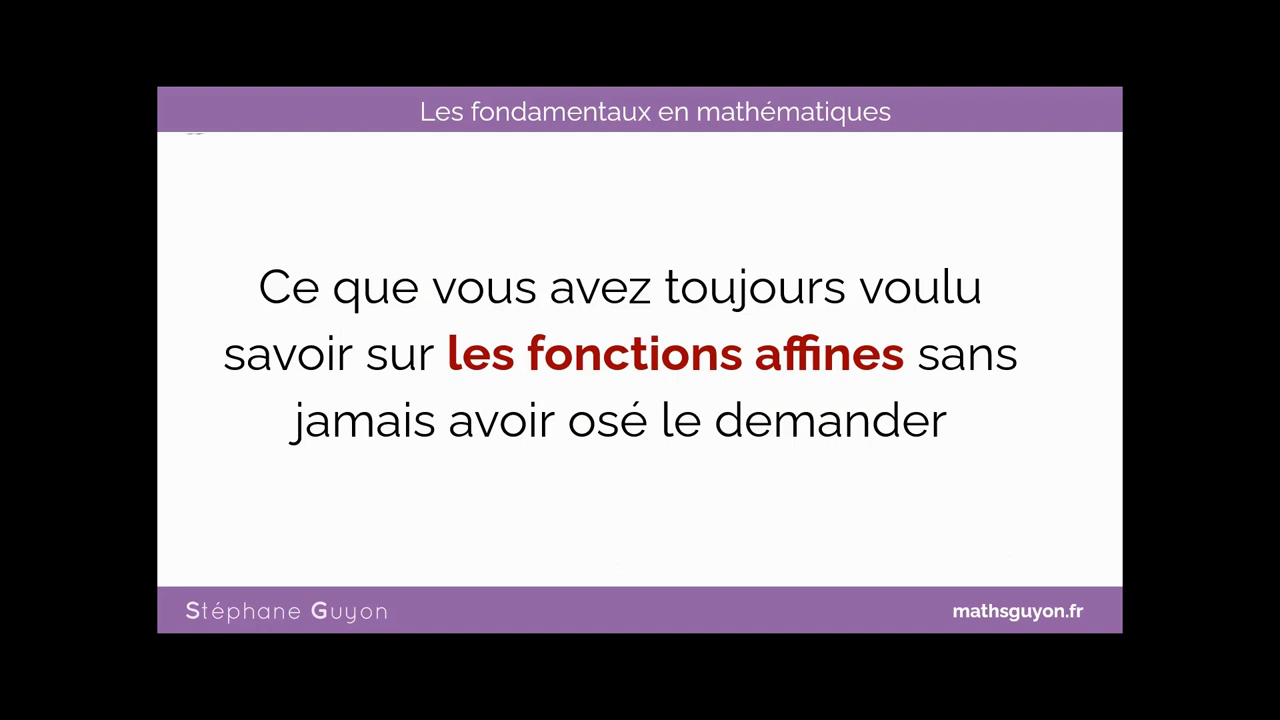 Les fondamentaux en mathématiques
Ce que vous avez toujours voulu
savoir sur les fonctions affines sans
jamais avoir osé le demander
Stéphane Guyon
mathsguyon.fr